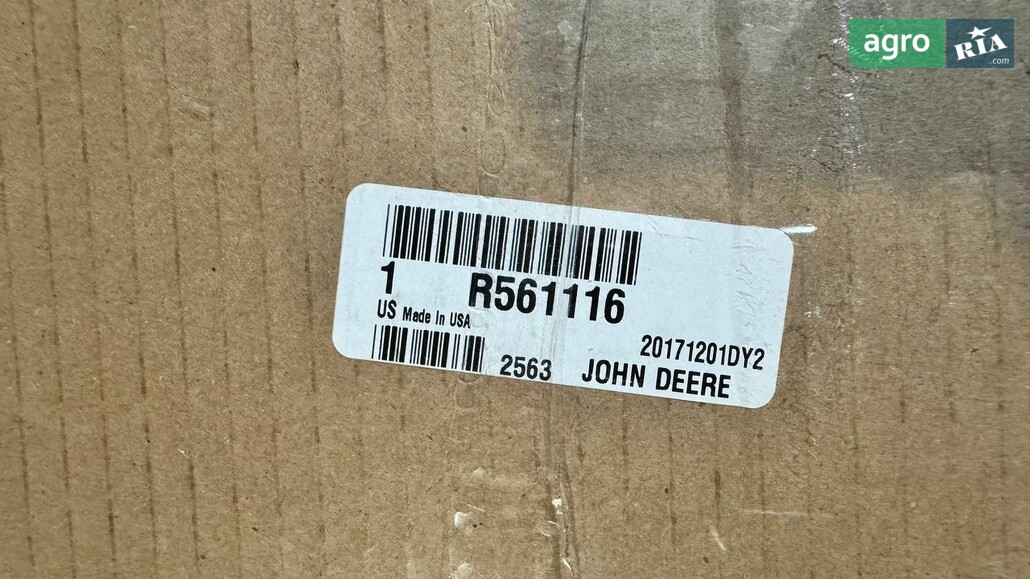 agro RIA .com
1 R561116
US Made In USA
20171201DY2
2563 JOHN DEERE